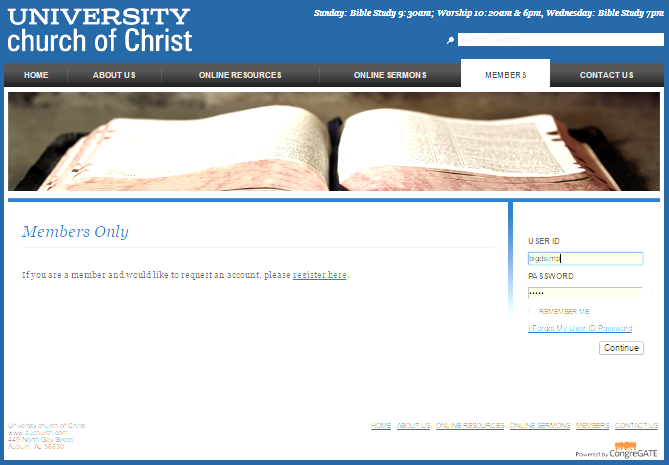 UNIVERSITY
church of Christ
Sunday: Bible Study 9:30am; Worship 10:20am & 6pm, Wednesday: Bible Study 7pm
HOME
ABOUT US
ONLINE RESOURCES
ONLINE SERMONS
MEMBERS
CONTACT US
Members Only
If you are a member and would like to request an account, please register here.
USER ID
bigdsimp
PASSWORD
•••••
REMEMBER ME
I Forgot My User ID/Password
Continue
University church of Christ
www.auchurch.com
449 North Gay Street
Auburn, AL 36830
HOME | ABOUT US | ONLINE RESOURCES | ONLINE SERMONS | MEMBERS | CONTACT US
Powered by CongreGATE